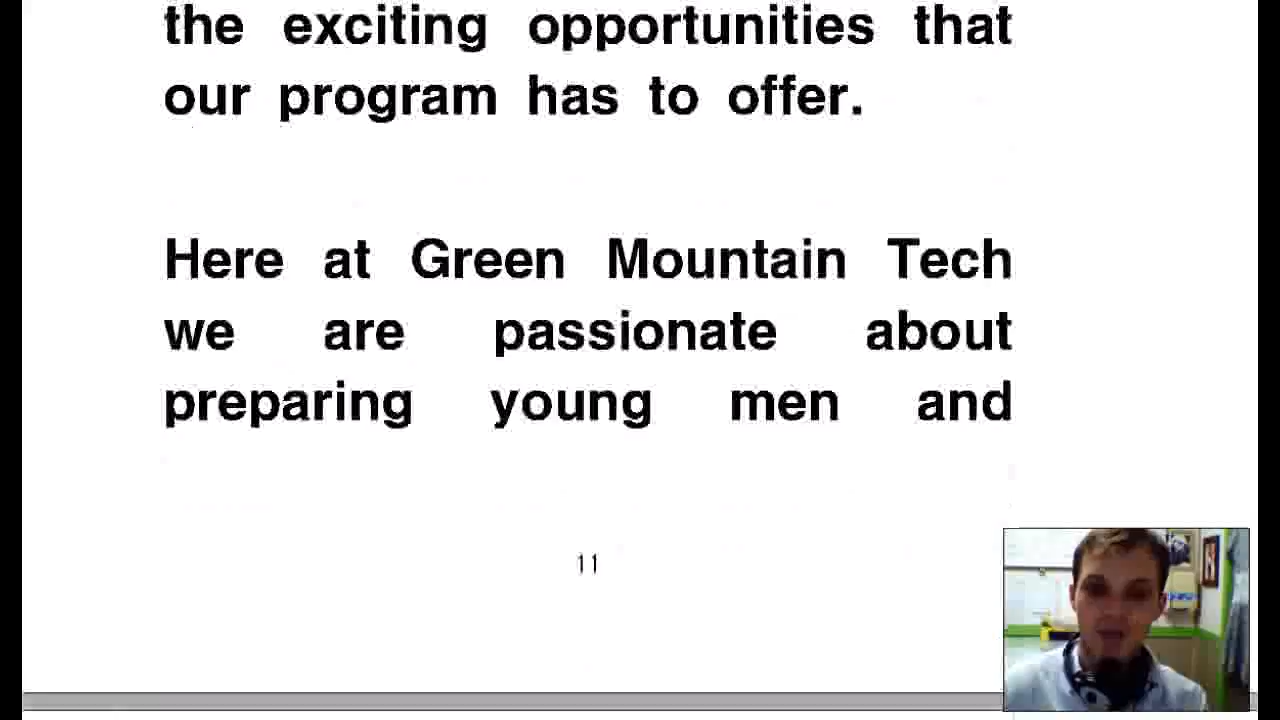 the exciting opportunities that
our program has to offer.
Here at Green Mountain Tech
we are passionate about
preparing young men and
11